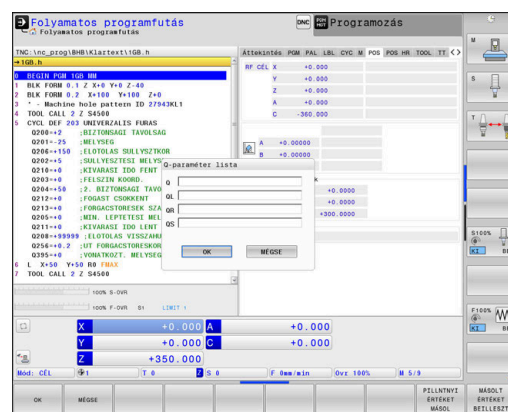 Folyamatos programfutás
Folyamatos programfutás
DNC
Programozás
TNC:\nc_prog\BHB\Klartext\1GB.h
→1GB.h
0 BEGIN PGM 1GB MM
1 BLK FORM 0.1 Z X+0 Y+0 Z-40
2 BLK FORM 0.2 X+100 Y+100 Z+0
3 * - Machine hole pattern ID 27943KL1
4 TOOL CALL 2 Z S4500
5 CYCL DEF 203 UNIVERZALIS FURAS
Q200=+2 ;BIZTONSAGI TAVOLSAG
Q201=-25 ;MELYSEG
Q206=+150 ;ELOTOLAS SULLYSZTKOR
Q202=+5 ;SULLYESZTESI MELYS
Q210=+0 ;KIVARASI IDO FENT
Q203=+0 ;FELSZIN KOORD.
Q204=+50 ;2. BIZTONSAGI TAVO
Q212=+0 ;FOGAST CSOKKENT
Q213=+0 ;FORGACSTORESEK SZA
Q205=+0 ;MIN. LEPTETESI MEL
Q211=+0 ;KIVARASI IDO LENT
Q208=+99999 ;ELOTOLAS VISSZAHU
Q256=+0.2 ;UT FORGACSTORESKOR
Q395=+0 ;VONATKOZT. MELYSEG
6 L X+50 Y+50 R0 FMAX
7 TOOL CALL 2 Z S4500
100% S-OVR
100% F-OVR S1 LIMIT 1
Áttekintés PGM PAL LBL CYC M POS POS HR TOOL TT
RF CÉL X +0.000
Y +0.000
Z +0.000
A +0.000
C -360.000
A +0.00000
B +0.00000
+0.0000
+0.0000
+300.0000
Q-paraméter lista
Q
QL
QR
QS
OK
MÉGSE
X +0.000 A +0.000
Y +0.000 C +0.000
Z +350.000
Mód: CÉL 1 T 0 Z S 0 F 0mm/min Ovr 100% M 5/9
M
S
T
S100%
KI
F100%
KI
OK
MÉGSE
PILLNTNYI
ÉRTÉKET
MÁSOL
MÁSOLT
ÉRTÉKET
BEILLESZT